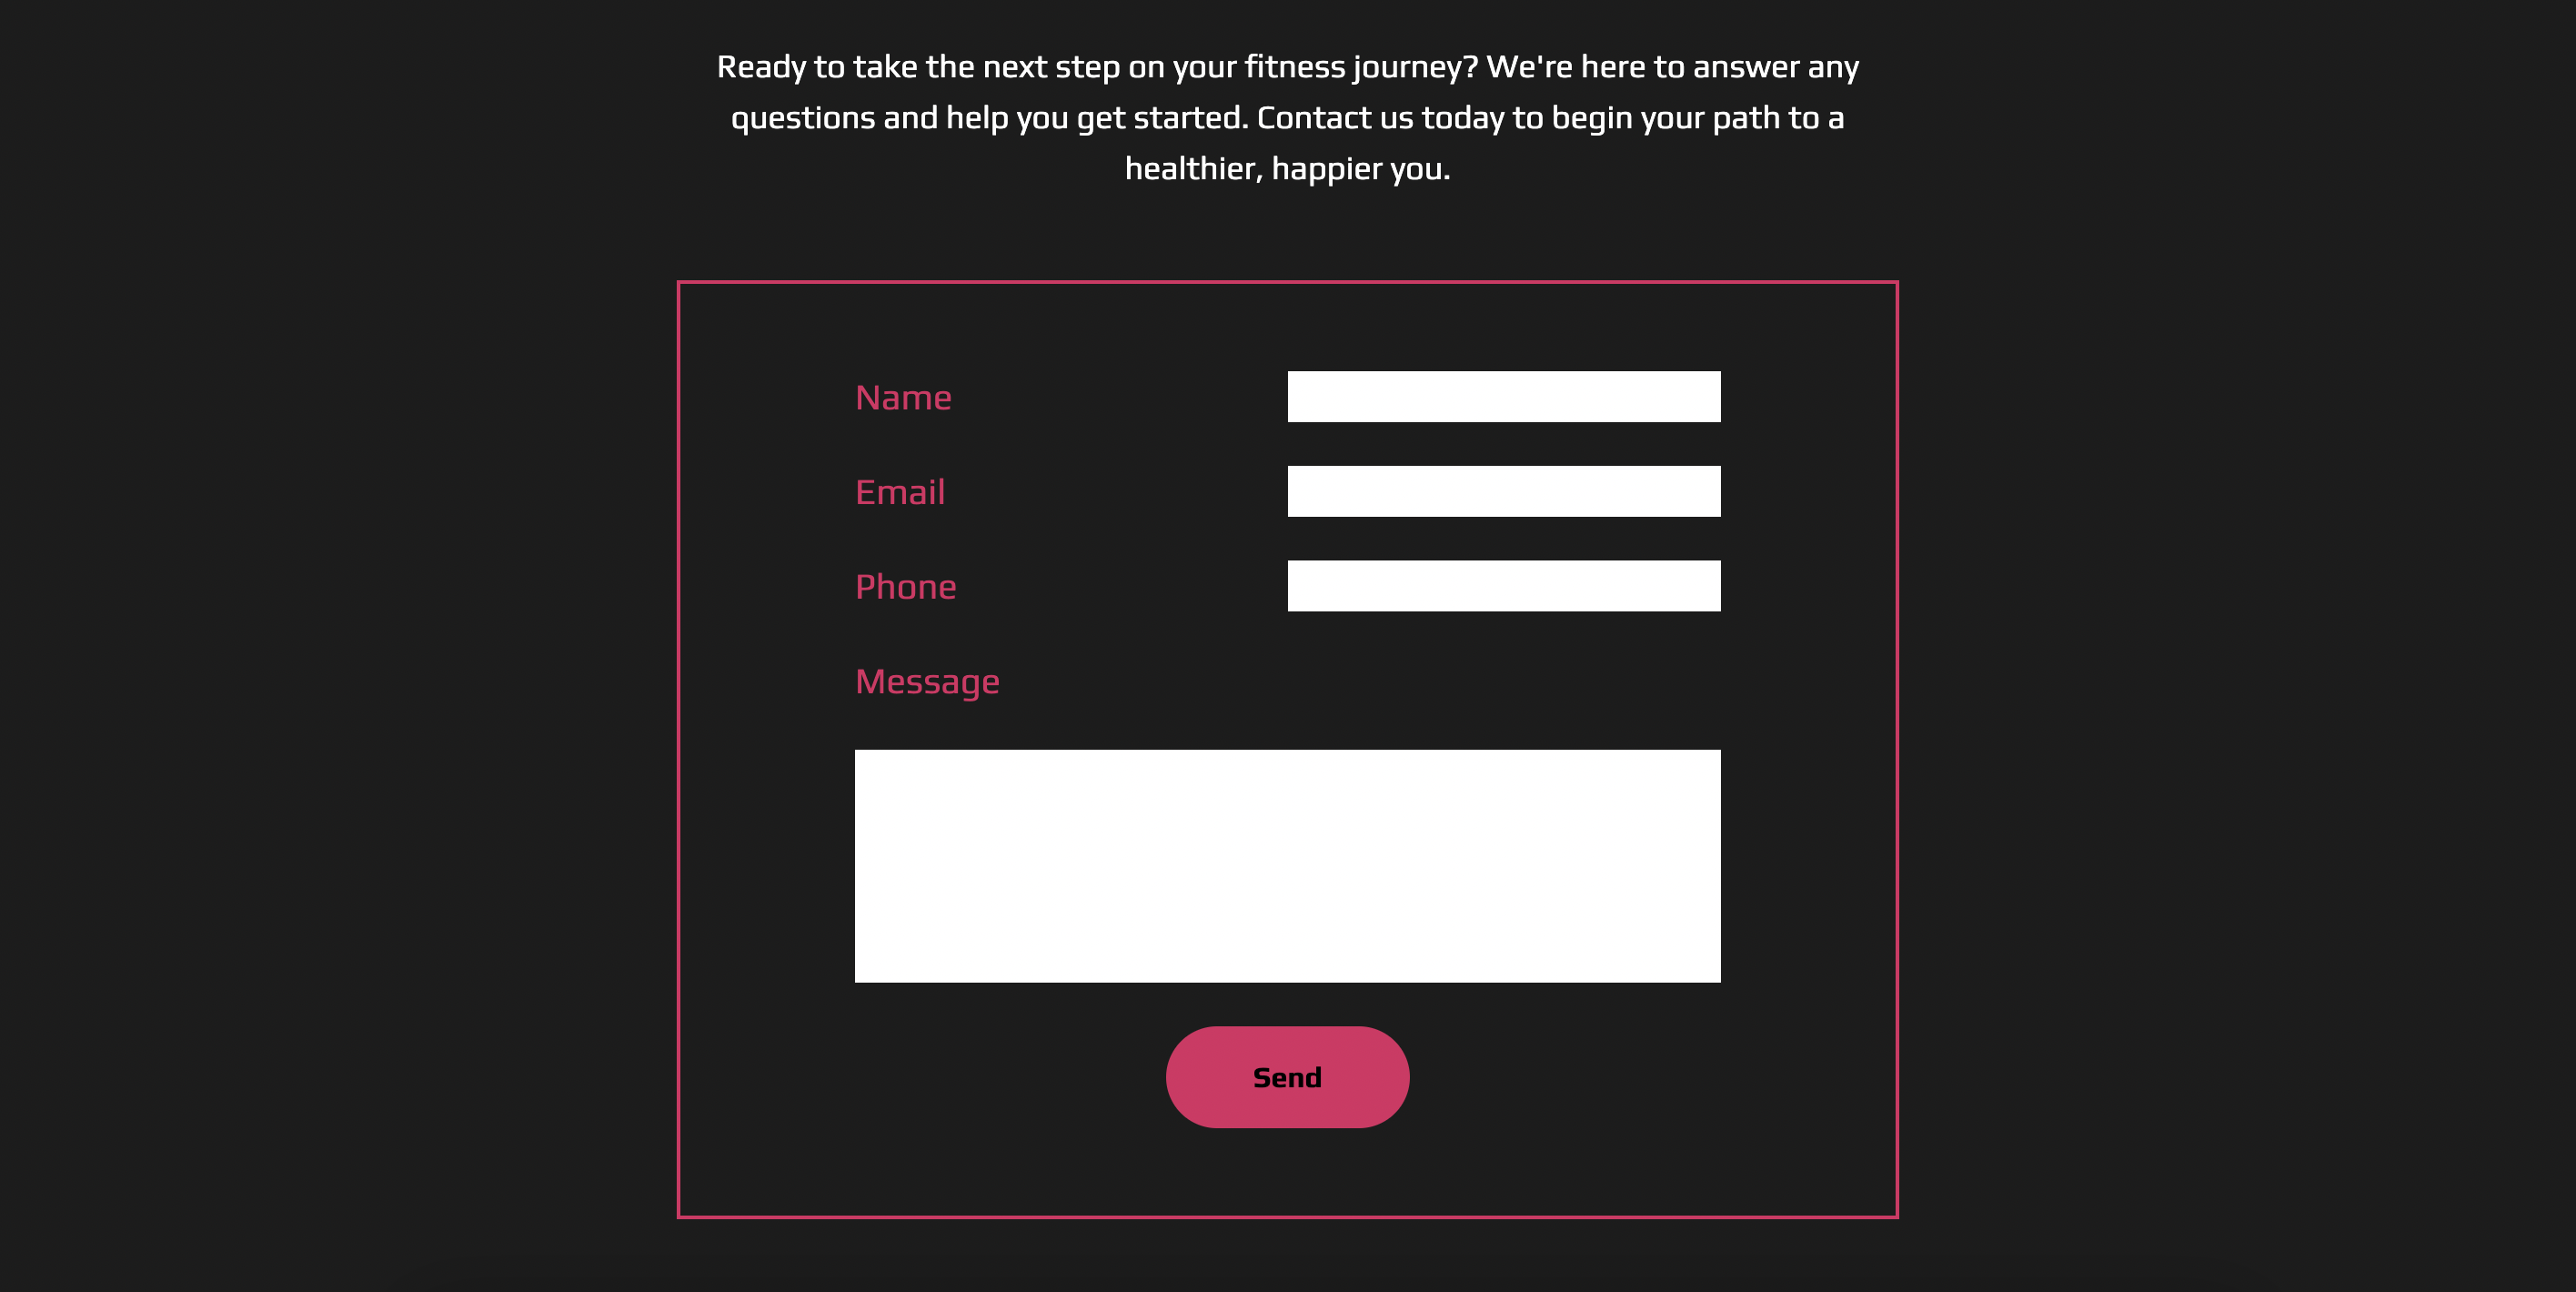 Ready to take the next step on your fitness journey? We're here to answer any
questions and help you get started. Contact us today to begin your path to a
healthier, happier you.
Name
Email
Phone
Message
Send